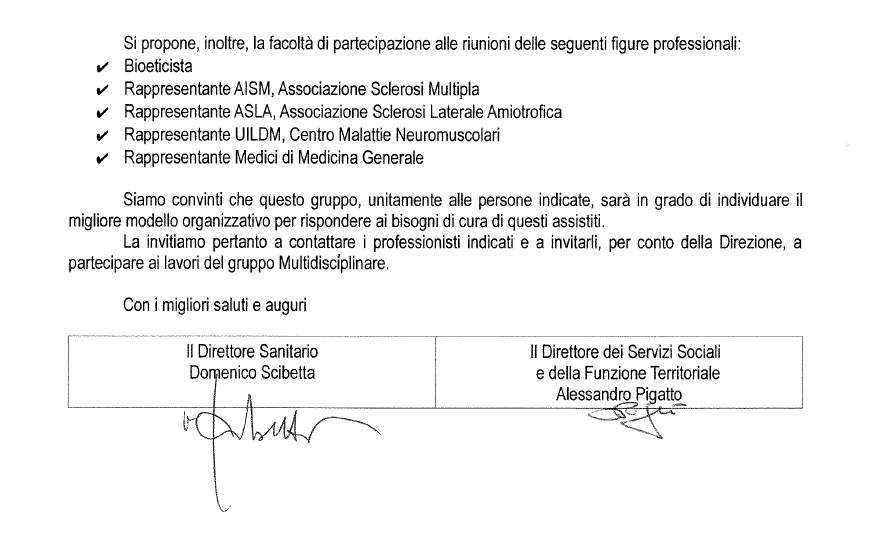 Si propone, inoltre, la facoltà di partecipazione alle riunioni delle seguenti figure professionali:
✔ Bioeticista
✔ Rappresentante AISM, Associazione Sclerosi Multipla
✔ Rappresentante ASLA, Associazione Sclerosi Laterale Amiotrofica
✔ Rappresentante UILDM, Centro Malattie Neuromuscolari
✔ Rappresentante Medici di Medicina Generale
Siamo convinti che questo gruppo, unitamente alle persone indicate, sarà in grado di individuare il
migliore modello organizzativo per rispondere ai bisogni di cura di questi assistiti.
La invitiamo pertanto a contattare i professionisti indicati e a invitarli, per conto della Direzione, a
partecipare ai lavori del gruppo Multidisciplinare.
Con i migliori saluti e auguri
Il Direttore Sanitario
Domenico Scibetta
Il Direttore dei Servizi Sociali
e della Funzione Territoriale
Alessandro Pigatto